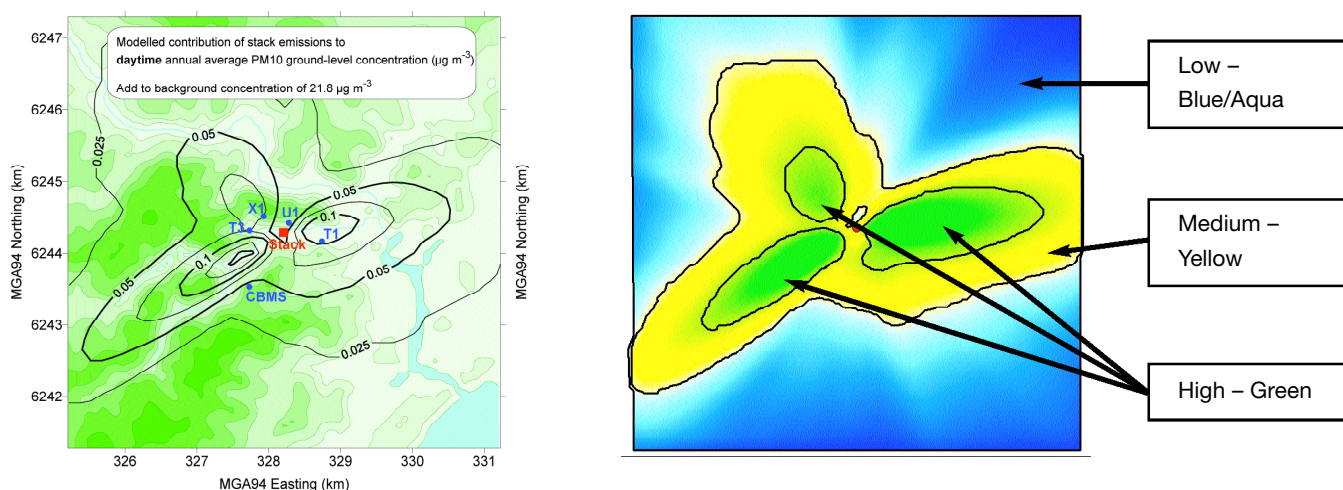 Modelled contribution of stack emissions to
daytime annual average PM10 ground-level concentration (µg m⁻³)
Add to background concentration of 21.8 µg m⁻³
6247
6246
6245
6244
6243
6242
MGA94 Northing (km)
0.025
0.05
0.05
X1
U1
0.1
T3
T1
Stack
0.1
0.05
0.05
CBMS
0.025
326
327
328
329
330
331
MGA94 Easting (km)
MGA94 Northing (km)
Low –
Blue/Aqua
Medium –
Yellow
High – Green